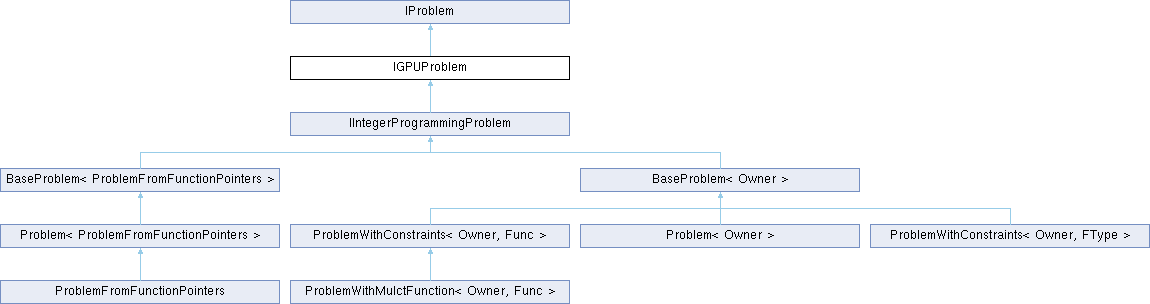 IProblem
IGPUProblem
IIntegerProgrammingProblem
BaseProblem< ProblemFromFunctionPointers >
BaseProblem< Owner >
Problem< ProblemFromFunctionPointers >
ProblemWithConstraints< Owner, Func >
Problem< Owner >
ProblemWithConstraints< Owner, FType >
ProblemFromFunctionPointers
ProblemWithMulctFunction< Owner, Func >